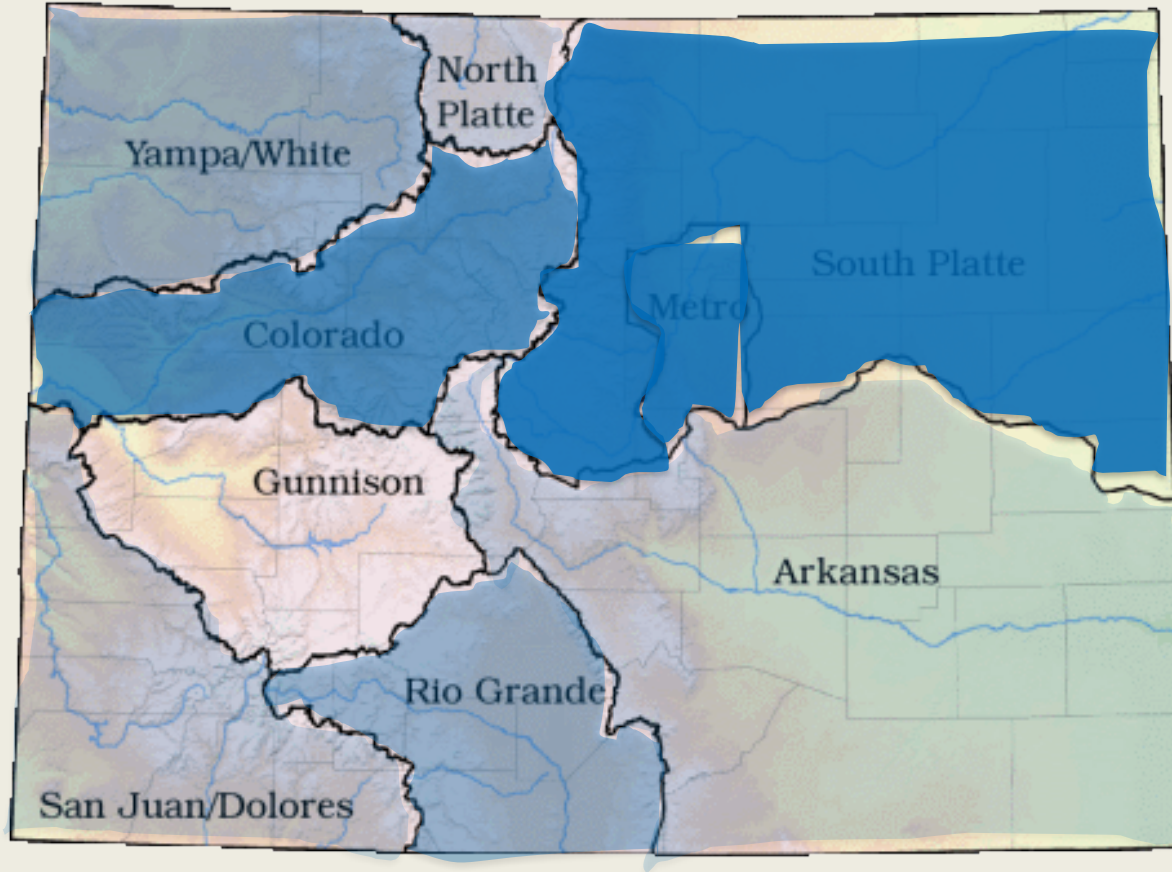 North
Platte
Yampa/White
South Platte
Metro
Colorado
Gunnison
Arkansas
Rio Grande
San Juan/Dolores